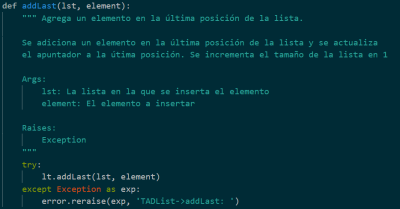 def addLast(lst, element):
""" Agrega un elemento en la última posición de la lista.
Se adiciona un elemento en la última posición de la lista y se actualiza
el apuntador a la útima posición. Se incrementa el tamaño de la lista en 1
Args:
lst: La lista en la que se inserta el elemento
element: El elemento a insertar
Raises:
Exception
"""
try:
lt.addLast(lst, element)
except Exception as exp:
error.reraise(exp, 'TADList->addLast: ')